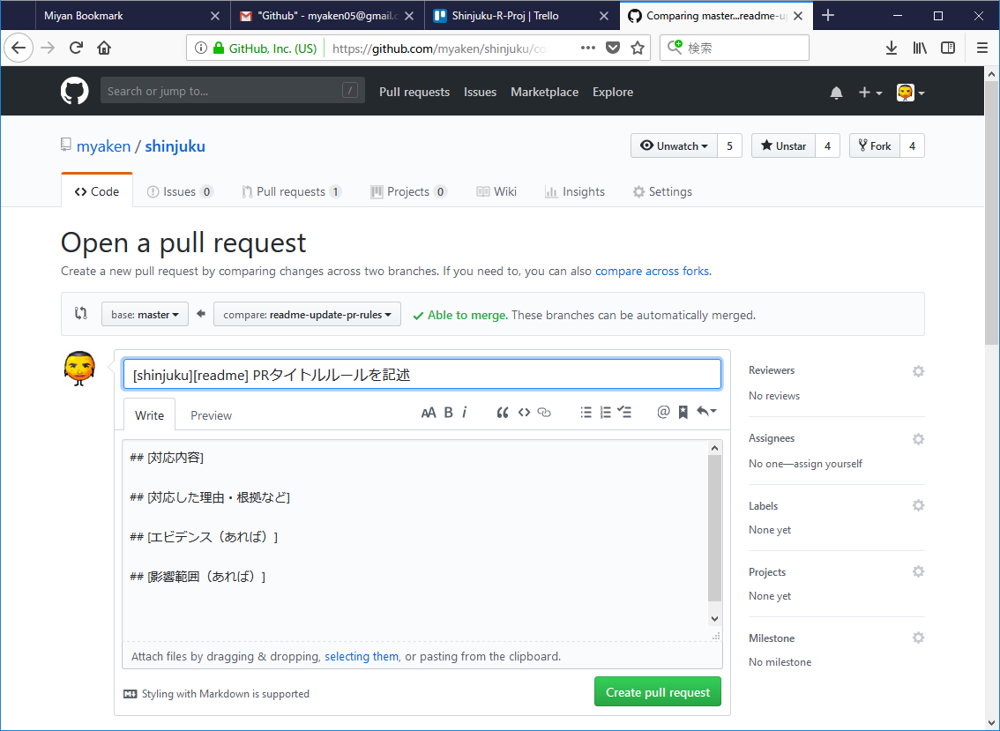 Miyan Bookmark
"Github" - myaken05@gmail.c
Shinjuku-R-Proj | Trello
Comparing master...readme-u
GitHub, Inc. (US)
https://github.com/myaken/shinjuku/co
検索
Search or jump to...
/
Pull requests
Issues
Marketplace
Explore
myaken / shinjuku
Unwatch
5
Unstar
4
Fork
4
Code
Issues 0
Pull requests 1
Projects 0
Wiki
Insights
Settings
Open a pull request
Create a new pull request by comparing changes across two branches. If you need to, you can also compare across forks.
base: master
compare: readme-update-pr-rules
Able to merge. These branches can be automatically merged.
[shinjuku][readme] PRタイトルルールを記述
Write
Preview
AA B i
@
## [対応内容]
## [対応した理由・根拠など]
## [エビデンス（あれば）]
## [影響範囲（あれば）]
Attach files by dragging & dropping, selecting them, or pasting from the clipboard.
Styling with Markdown is supported
Create pull request
Reviewers
No reviews
Assignees
No one—assign yourself
Labels
None yet
Projects
None yet
Milestone
No milestone